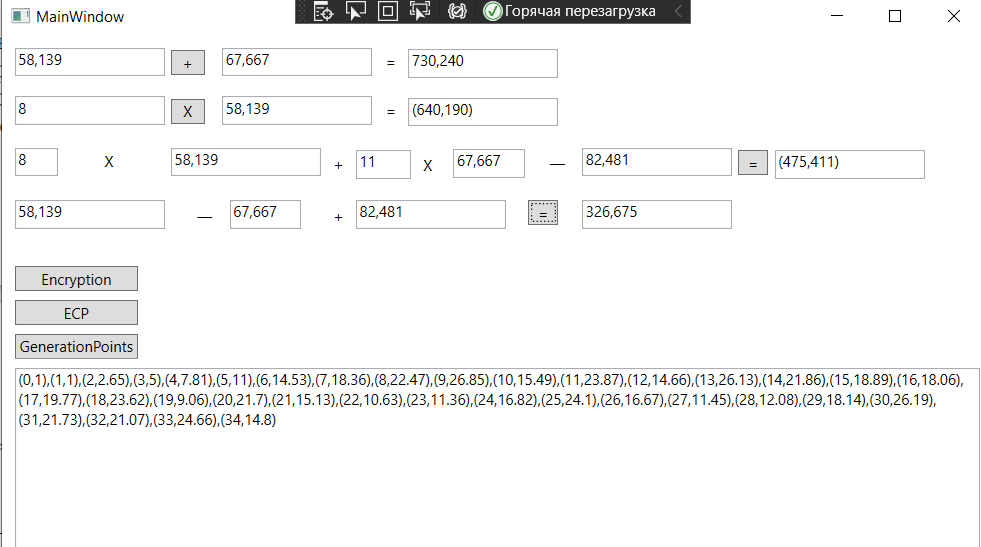 MainWindow
Горячая перезагрузка
58,139 + 67,667 = 730,240
8 X 58,139 = (640,190)
8 X 58,139 + 11 X 67,667 — 82,481 = (475,411)
58,139 — 67,667 + 82,481 = 326,675
Encryption
ECP
GenerationPoints
(0,1),(1,1),(2,2.65),(3,5),(4,7.81),(5,11),(6,14.53),(7,18.36),(8,22.47),(9,26.85),(10,15.49),(11,23.87),(12,14.66),(13,26.13),(14,21.86),(15,18.89),(16,18.06),
(17,19.77),(18,23.62),(19,9.06),(20,21.7),(21,15.13),(22,10.63),(23,11.36),(24,16.82),(25,24.1),(26,16.67),(27,11.45),(28,12.08),(29,18.14),(30,26.19),
(31,21.73),(32,21.07),(33,24.66),(34,14.8)